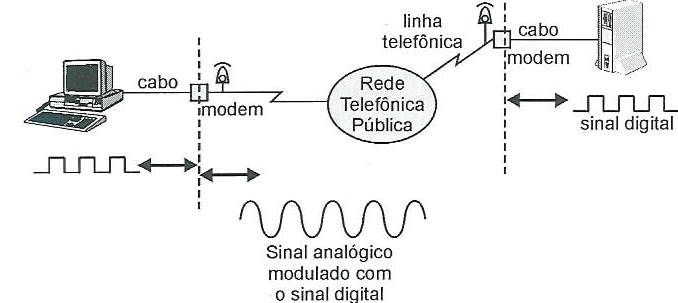 linha
telefônica
cabo
modem
cabo
modem
Rede
Telefônica
Pública
sinal digital
Sinal analógico
modulado com
o sinal digital